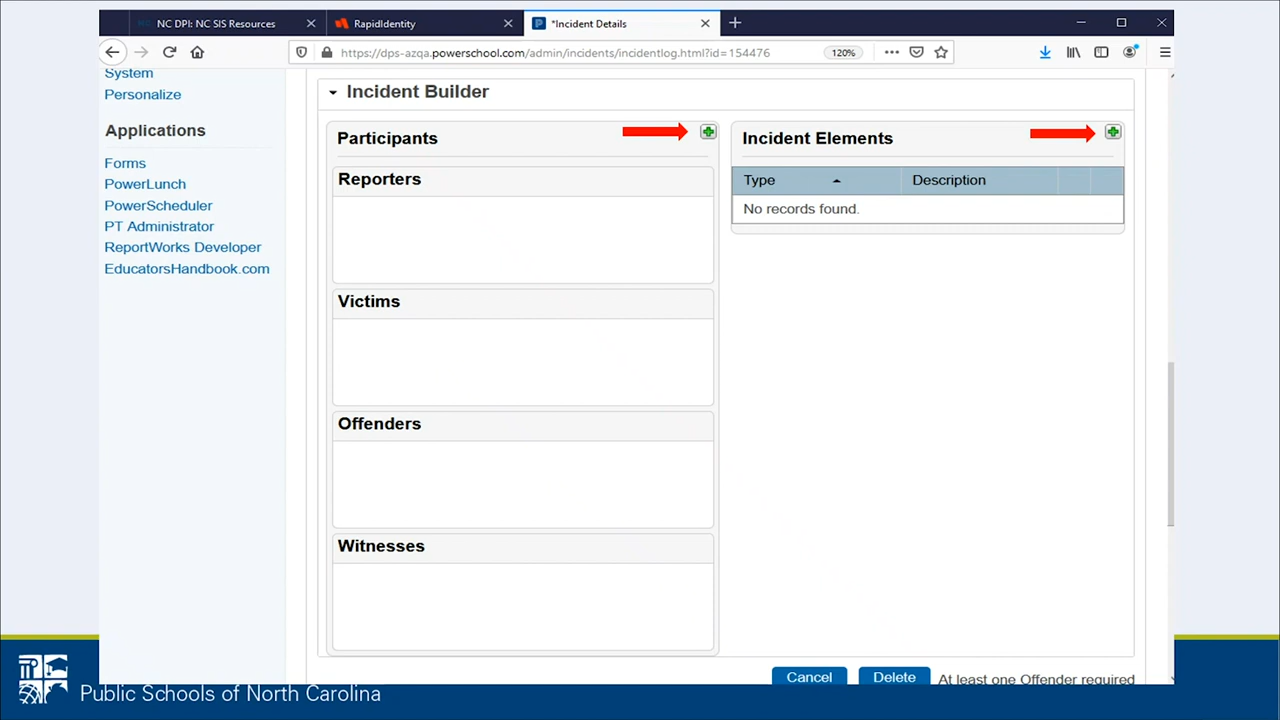 NC DPI: NC SIS Resources
RapidIdentity
*Incident Details
https://dps-azqa.powerschool.com/admin/incidents/incidentlog.html?id=154476
120%
System
Personalize
Applications
Forms
PowerLunch
PowerScheduler
PT Administrator
ReportWorks Developer
EducatorsHandbook.com
Incident Builder
Participants
Reporters
Victims
Offenders
Witnesses
Incident Elements
Type
Description
No records found.
Cancel
Delete
At least one Offender required
Public Schools of North Carolina